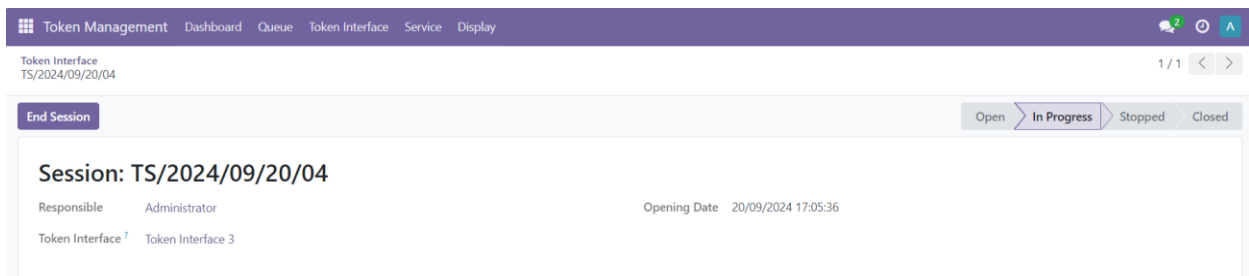 Token Management Dashboard Queue Token Interface Service Display 2 A
Token Interface
TS/2024/09/20/04
1 / 1
End Session
Open In Progress Stopped Closed
Session: TS/2024/09/20/04
Responsible Administrator
Opening Date 20/09/2024 17:05:36
Token Interface ? Token Interface 3